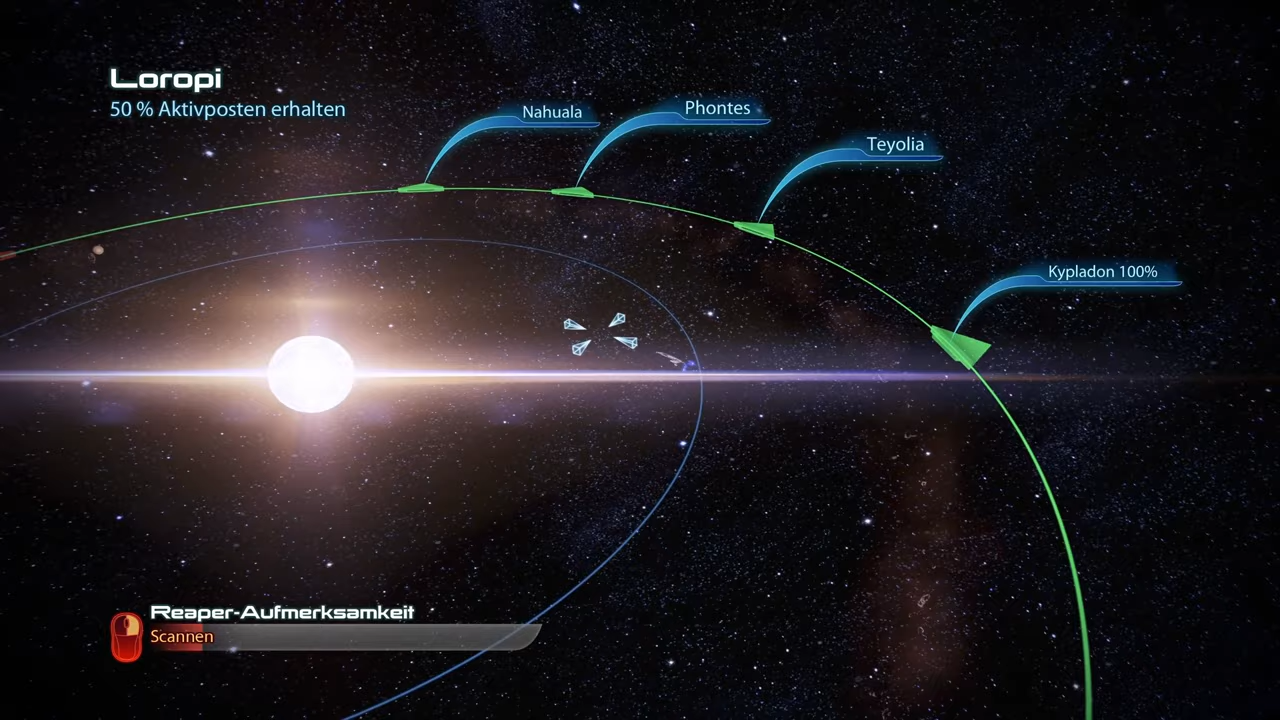 Loropi
50 % Aktivposten erhalten
Nahuala
Phontes
Teyolia
Kypladon 100%
Reaper-Aufmerksamkeit
Scannen